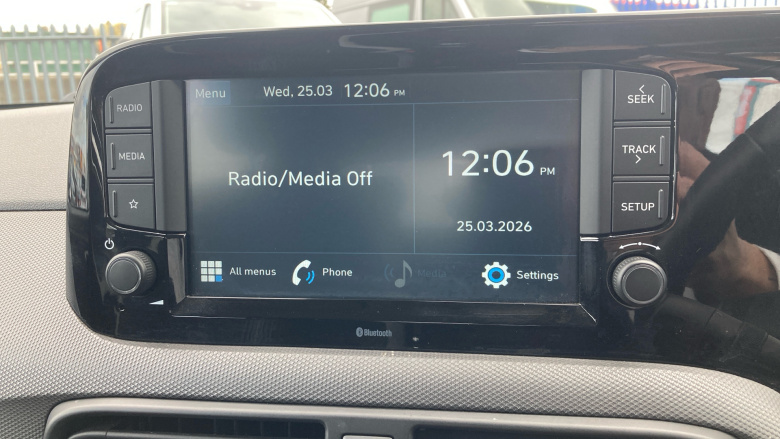 RADIO
MEDIA
Menu
Wed, 25.03 12:06 PM
Radio/Media Off
12:06 PM
25.03.2026
All menus
Phone
Media
Settings
SEEK
TRACK
SETUP
Bluetooth